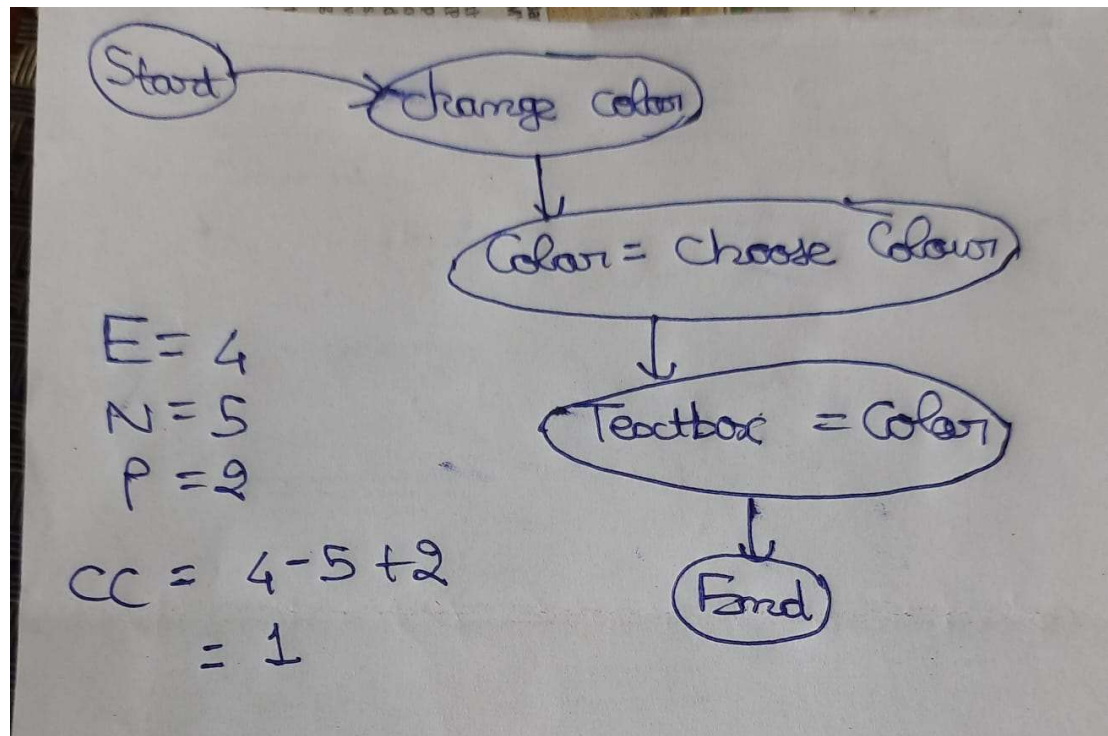 Start
change color
Color = Choose Colour
Textbox = Color
End
E = 4
N = 5
P = 2
CC = 4 - 5 + 2
= 1